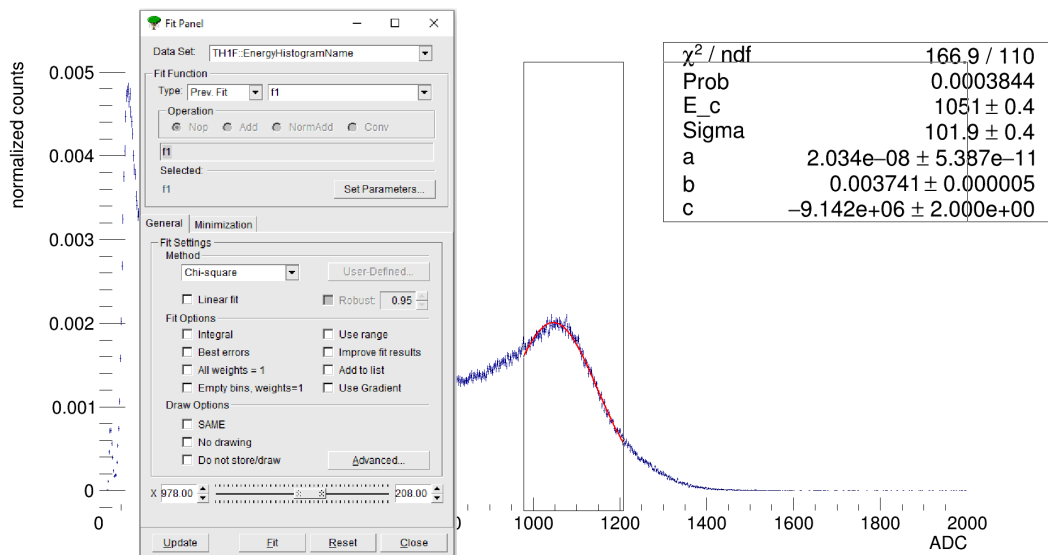 Fit Panel
Data Set: TH1F::EnergyHistogramName
Fit Function
Type: Prev. Fit f1
Operation
Nop Add NormAdd Conv
f1
Selected:
f1 Set Parameters...
General Minimization
Fit Settings
Method
Chi-square User-Defined...
Linear fit Robust: 0.95
Fit Options
Integral Use range
Best errors Improve fit results
All weights = 1 Add to list
Empty bins, weights=1 Use Gradient
Draw Options
SAME
No drawing
Do not store/draw Advanced...
X 978.00 208.00
Update Fit Reset Close
normalized counts
0.005
0.004
0.003
0.002
0.001
0
0 1000 1200 1400 1600 1800 2000
ADC
χ² / ndf 166.9 / 110
Prob 0.0003844
E_c 1051 ± 0.4
Sigma 101.9 ± 0.4
a 2.034e–08 ± 5.387e–11
b 0.003741 ± 0.000005
c –9.142e+06 ± 2.000e+00